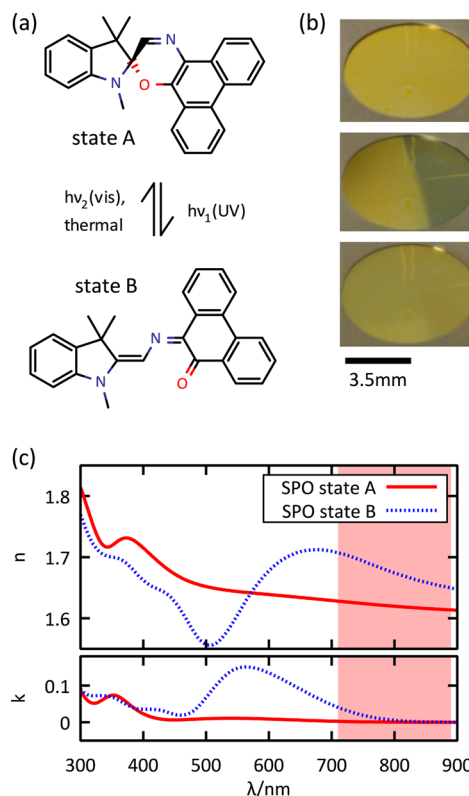 (a)
(b)
N
N
O
state A
hν₂(vis),
thermal
hν₁(UV)
state B
N
N
O
3.5mm
(c)
1.8
1.7
1.6
n
SPO state A
SPO state B
0.1
0
k
300 400 500 600 700 800 900
λ/nm